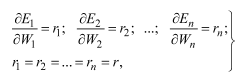 ∂E₁/∂W₁ = r₁; ∂E₂/∂W₂ = r₂; ...; ∂Eₙ/∂Wₙ = rₙ;
r₁ = r₂ = ... = rₙ = r,